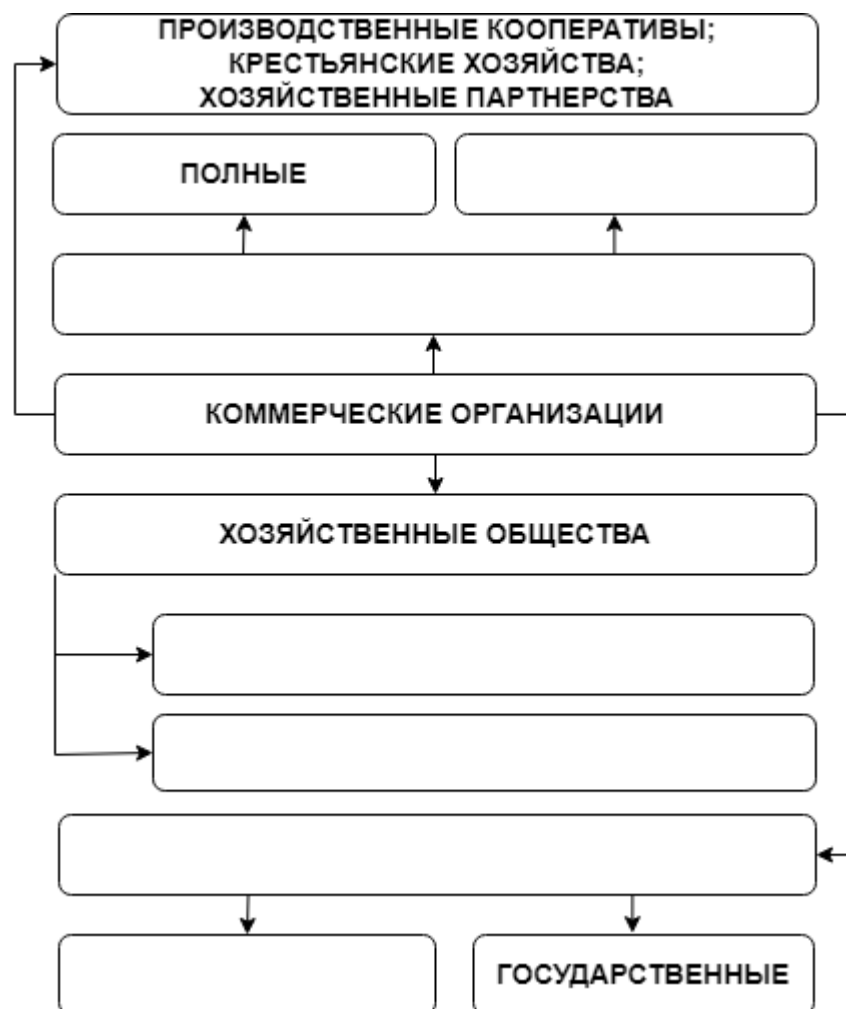 ПРОИЗВОДСТВЕННЫЕ КООПЕРАТИВЫ;
КРЕСТЬЯНСКИЕ ХОЗЯЙСТВА;
ХОЗЯЙСТВЕННЫЕ ПАРТНЕРСТВА
ПОЛНЫЕ
КОММЕРЧЕСКИЕ ОРГАНИЗАЦИИ
ХОЗЯЙСТВЕННЫЕ ОБЩЕСТВА
ГОСУДАРСТВЕННЫЕ